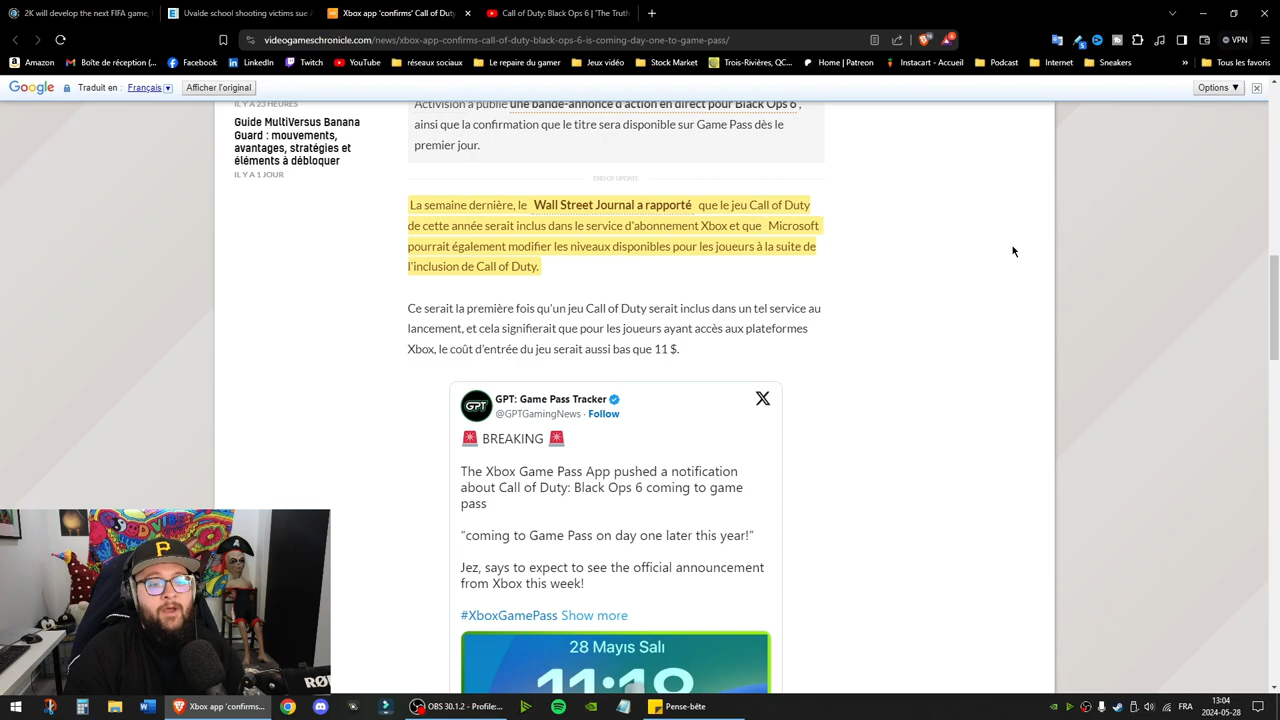 2K will develop the next FIFA game,
Uvalde school shooting victims sue A
Xbox app 'confirms' Call of Duty
Call of Duty: Black Ops 6 | 'The Truth
videogameschronicle.com/news/xbox-app-confirms-call-of-duty-black-ops-6-is-coming-day-one-to-game-pass/
VPN
Amazon
Boîte de réception (...
Facebook
LinkedIn
Twitch
YouTube
réseaux sociaux
Le repaire du gamer
Jeux vidéo
Stock Market
Trois-Rivières, QC...
Home | Patreon
Instacart - Accueil
Podcast
Internet
Sneakers
Tous les favoris
Google
Traduit en : Français
Afficher l'original
Options ▼
IL Y A 23 HEURES
Guide MultiVersus Banana
Guard : mouvements,
avantages, stratégies et
éléments à débloquer
IL Y A 1 JOUR
Activision a publié une bande-annonce d'action en direct pour Black Ops 6 ,
ainsi que la confirmation que le titre sera disponible sur Game Pass dès le
premier jour.
END OF UPDATE
La semaine dernière, le Wall Street Journal a rapporté que le jeu Call of Duty
de cette année serait inclus dans le service d'abonnement Xbox et que Microsoft
pourrait également modifier les niveaux disponibles pour les joueurs à la suite de
l'inclusion de Call of Duty.
Ce serait la première fois qu'un jeu Call of Duty serait inclus dans un tel service au
lancement, et cela signifierait que pour les joueurs ayant accès aux plateformes
Xbox, le coût d'entrée du jeu serait aussi bas que 11 $.
GPT: Game Pass Tracker
@GPTGamingNews · Follow
🚨 BREAKING 🚨
The Xbox Game Pass App pushed a notification
about Call of Duty: Black Ops 6 coming to game
pass
"coming to Game Pass on day one later this year!"
Jez, says to expect to see the official announcement
from Xbox this week!
#XboxGamePass Show more
28 Mayıs Salı
11:19
P
A
RØD
Xbox app 'confirms'...
OBS 30.1.2 - Profile:...
Pense-bête
FRA
13:04
2024-05-28